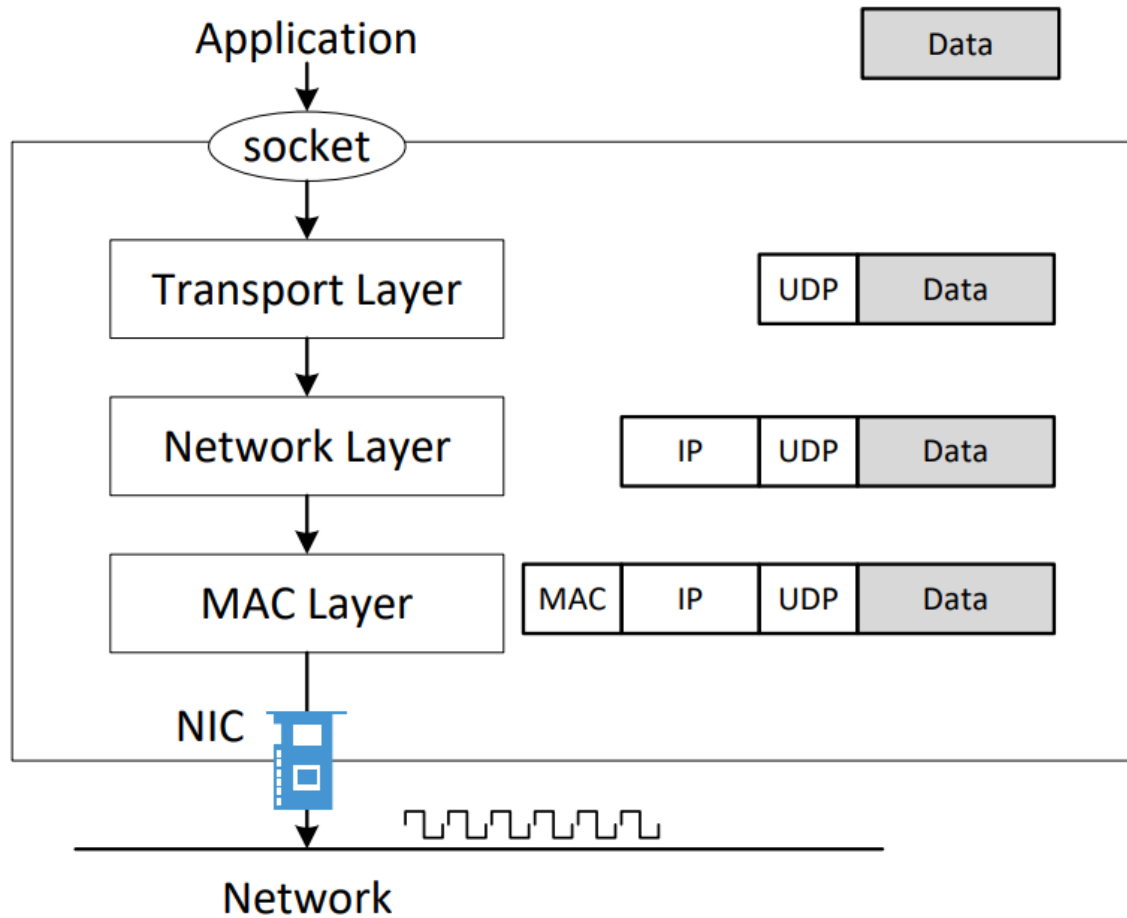 Application
Data
socket
Transport Layer
UDP Data
Network Layer
IP UDP Data
MAC Layer
MAC IP UDP Data
NIC
Network